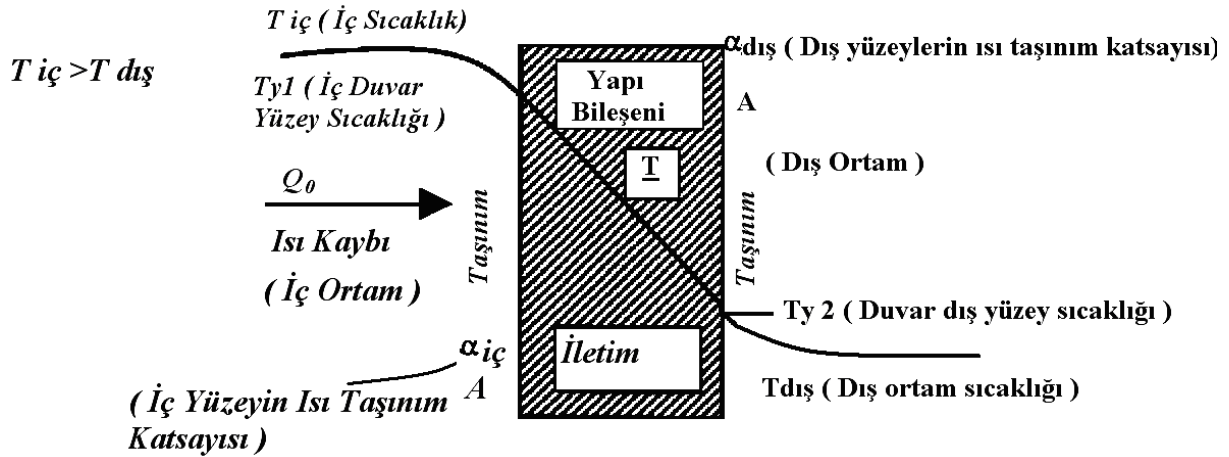 T iç ( İç Sıcaklık)
T iç >T dış
Ty1 ( İç Duvar
Yüzey Sıcaklığı )
Q₀
Isı Kaybı
( İç Ortam )
Taşınım
α iç
A
( İç Yüzeyin Isı Taşınım
Katsayısı )
Yapı
Bileşeni
T
İletim
αdış ( Dış yüzeylerin ısı taşınım katsayısı)
A
( Dış Ortam )
Taşınım
Ty 2 ( Duvar dış yüzey sıcaklığı )
Tdış ( Dış ortam sıcaklığı )